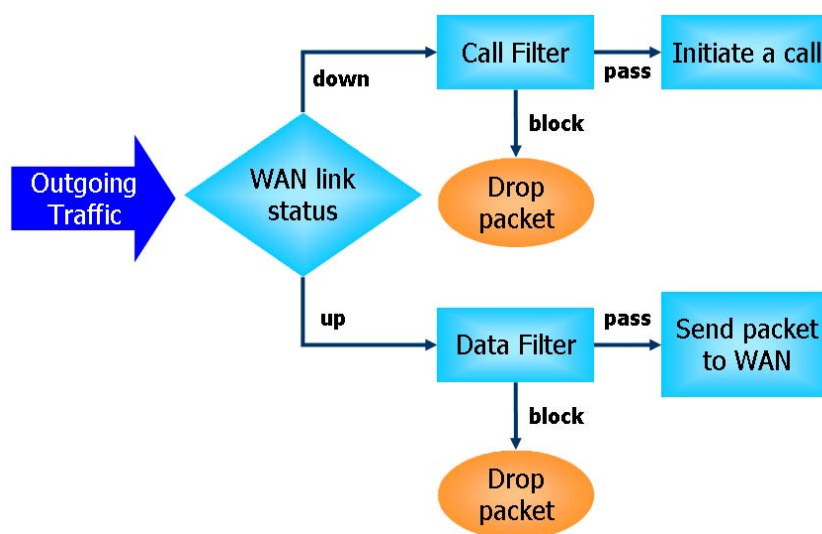 Outgoing
Traffic
WAN link
status
down
Call Filter
pass
Initiate a call
block
Drop
packet
up
Data Filter
pass
Send packet
to WAN
block
Drop
packet